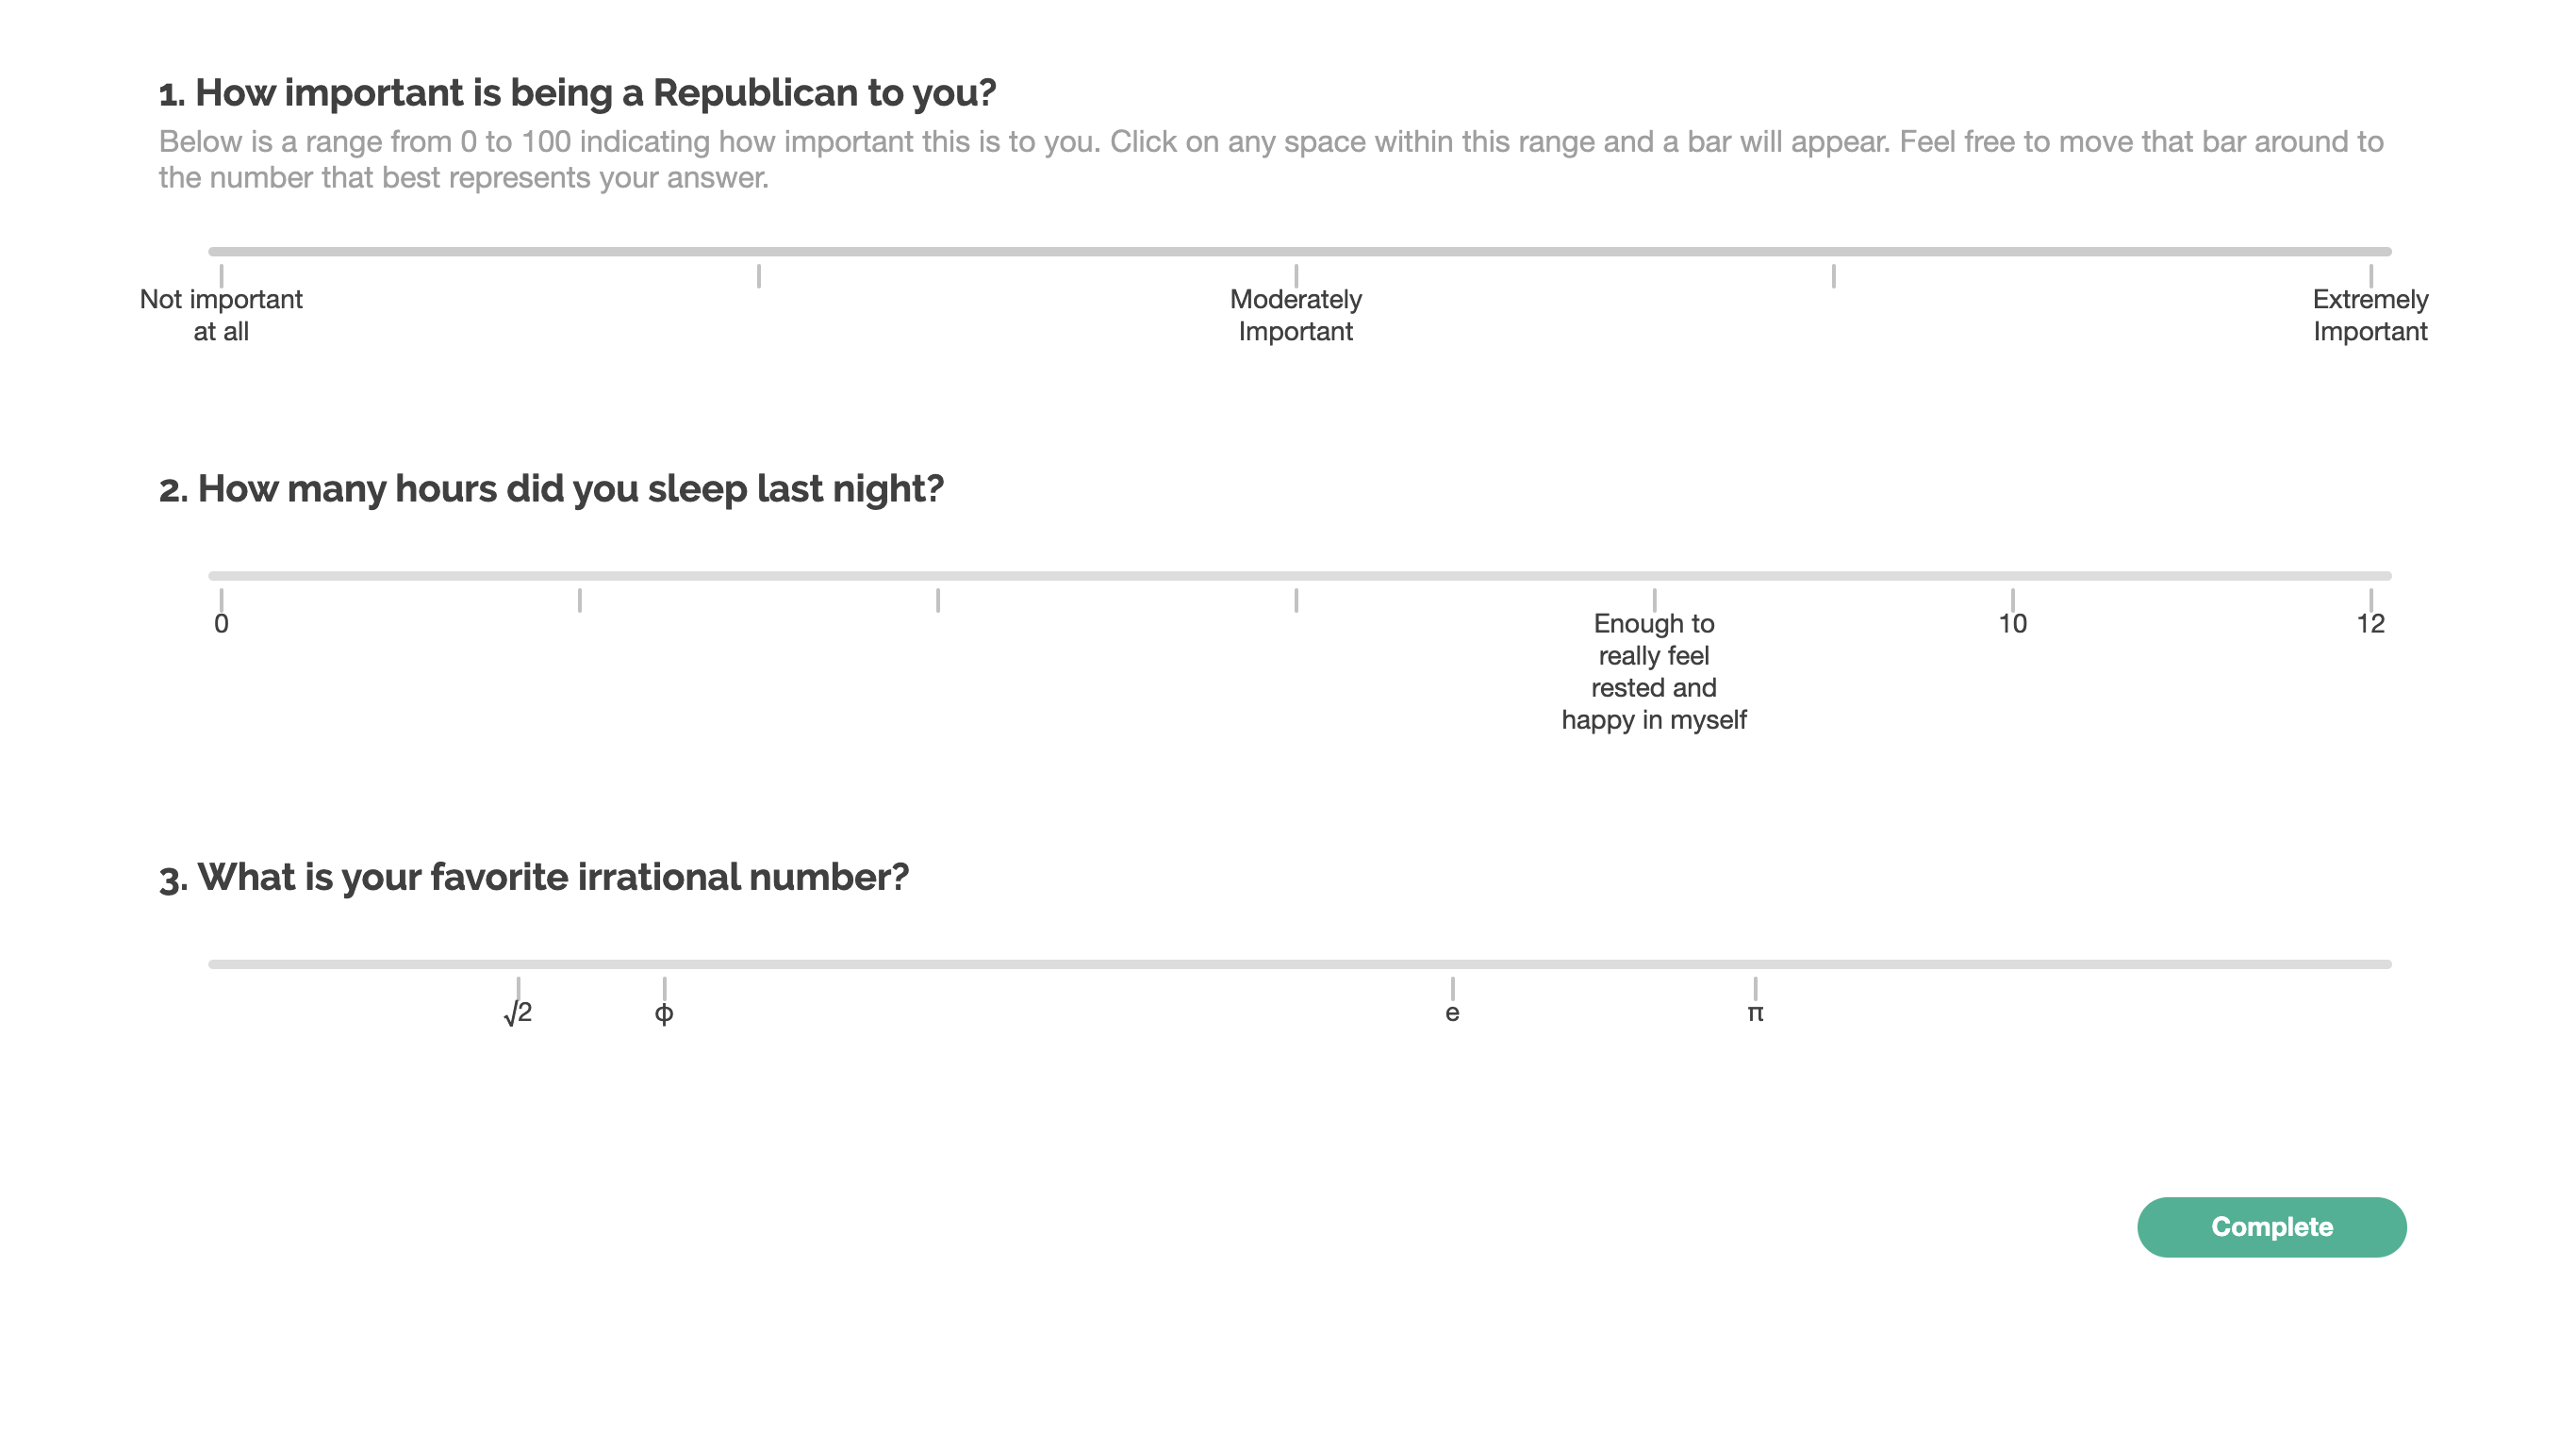 1. How important is being a Republican to you?
Below is a range from 0 to 100 indicating how important this is to you. Click on any space within this range and a bar will appear. Feel free to move that bar around to
the number that best represents your answer.
Not important
at all
Moderately
Important
Extremely
Important
2. How many hours did you sleep last night?
0
Enough to
really feel
rested and
happy in myself
10
12
3. What is your favorite irrational number?
√2
ϕ
e
π
Complete